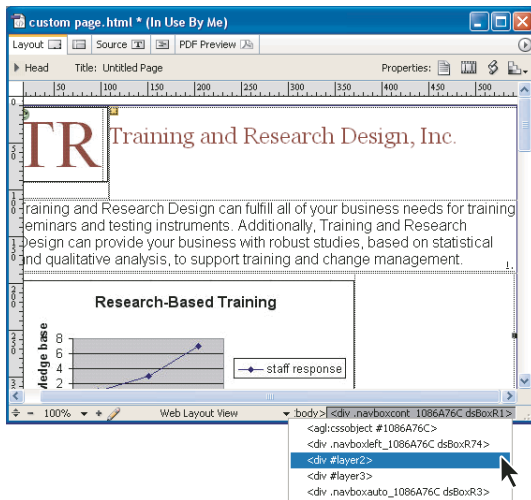 custom page.html * (In Use By Me)
Layout Source PDF Preview
Head Title: Untitled Page Properties:
50 100 150 200 250 300 350 400 450 500
TR Training and Research Design, Inc.
raining and Research Design can fulfill all of your business needs for training
eminars and testing instruments. Additionally, Training and Research
Design can provide your business with robust studies, based on statistical
nd qualitative analysis, to support training and change management.
Research-Based Training
ledge base
8
6
4
2
staff response
100% Web Layout View :body> <div .navboxcont_1086A76C dsBoxR1>
<agl:cssobject #1086A76C>
<div .navboxleft_1086A76C dsBoxR74>
<div #layer2>
<div #layer3>
<div .navboxauto_1086A76C dsBoxR3>